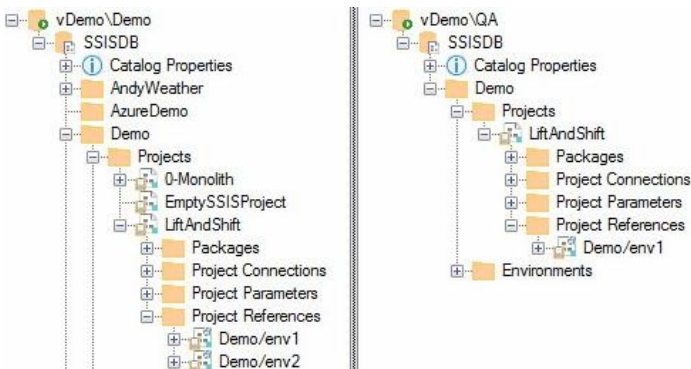 vDemo\Demo
SSISDB
Catalog Properties
AndyWeather
AzureDemo
Demo
Projects
0-Monolith
EmptySSISProject
LiftAndShift
Packages
Project Connections
Project Parameters
Project References
Demo/env1
Demo/env2
vDemo\QA
SSISDB
Catalog Properties
Demo
Projects
LiftAndShift
Packages
Project Connections
Project Parameters
Project References
Demo/env1
Environments